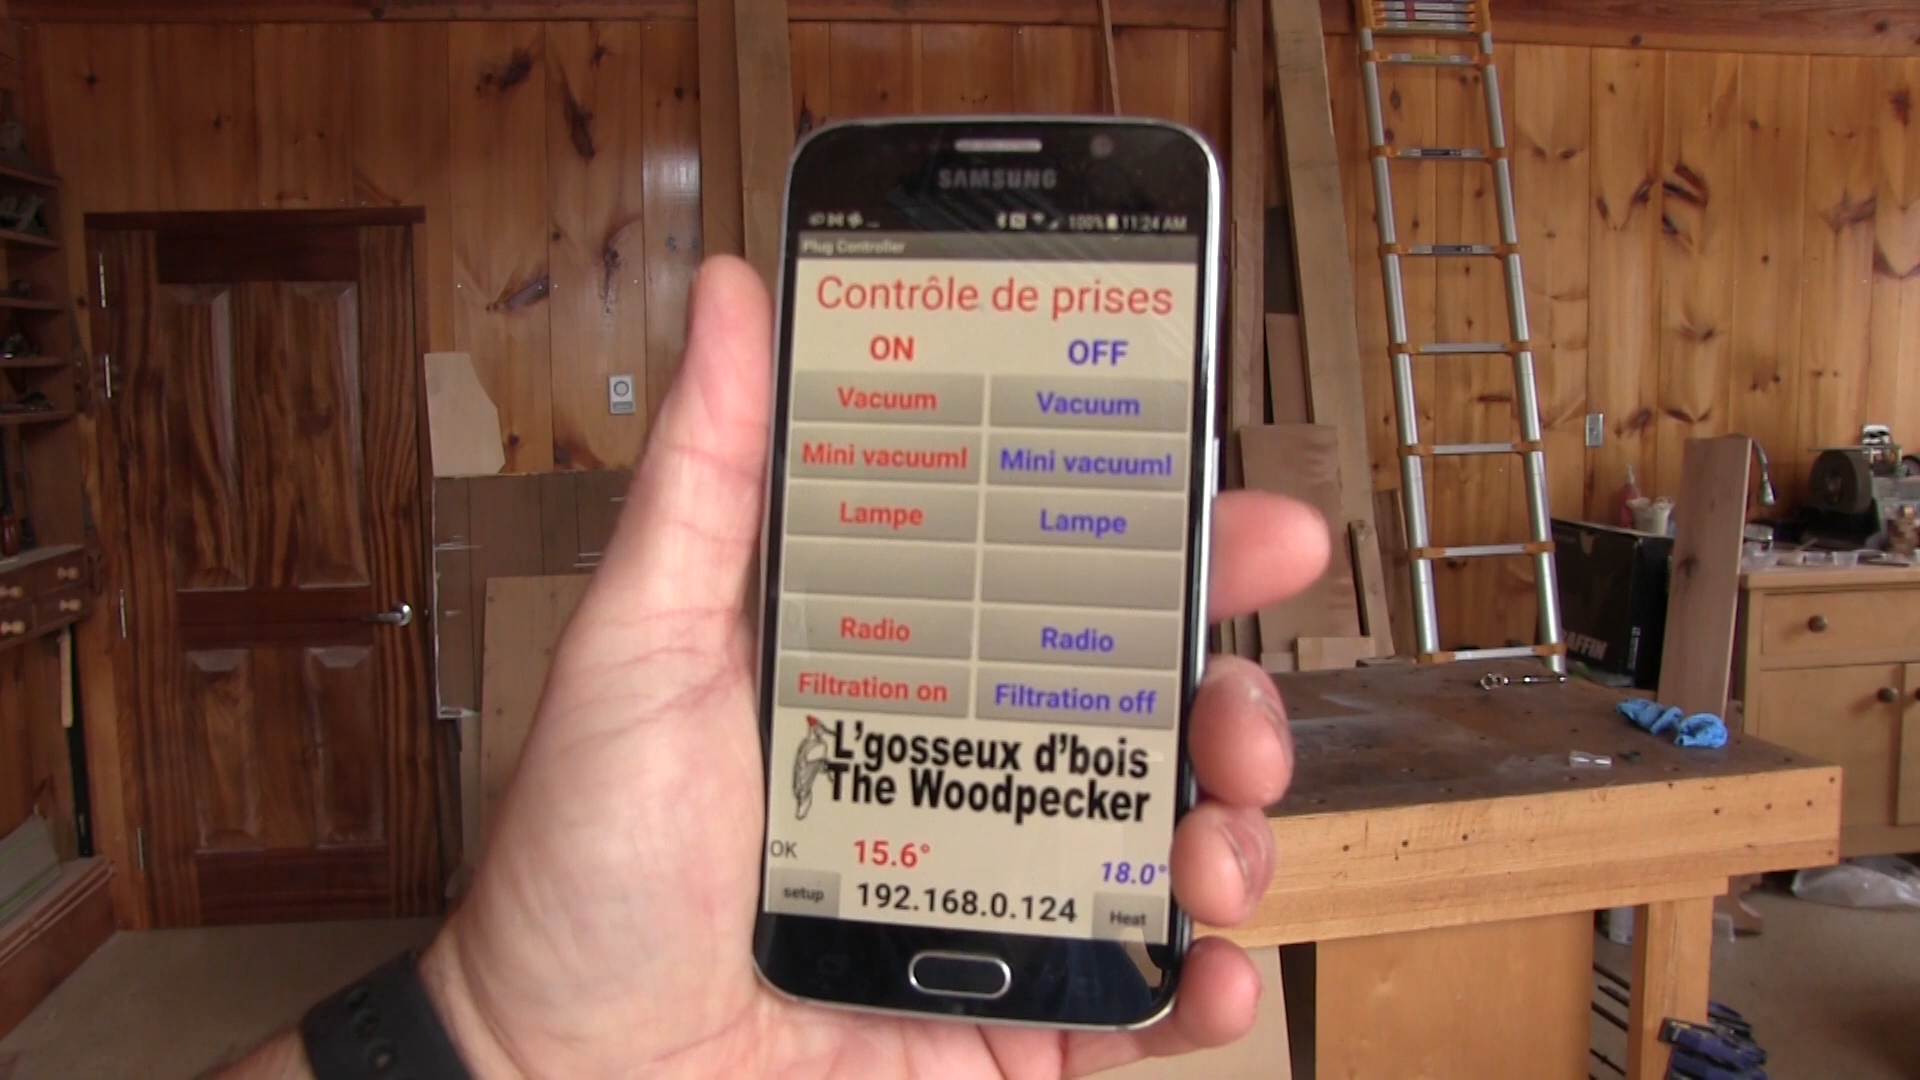 SAMSUNG
100% 11:24 AM
Plug Controller
Contrôle de prises
ON OFF
Vacuum Vacuum
Mini vacuuml Mini vacuuml
Lampe Lampe
Radio Radio
Filtration on Filtration off
L'gosseux d'bois
The Woodpecker
OK 15.6° 18.0°
setup 192.168.0.124 Heat